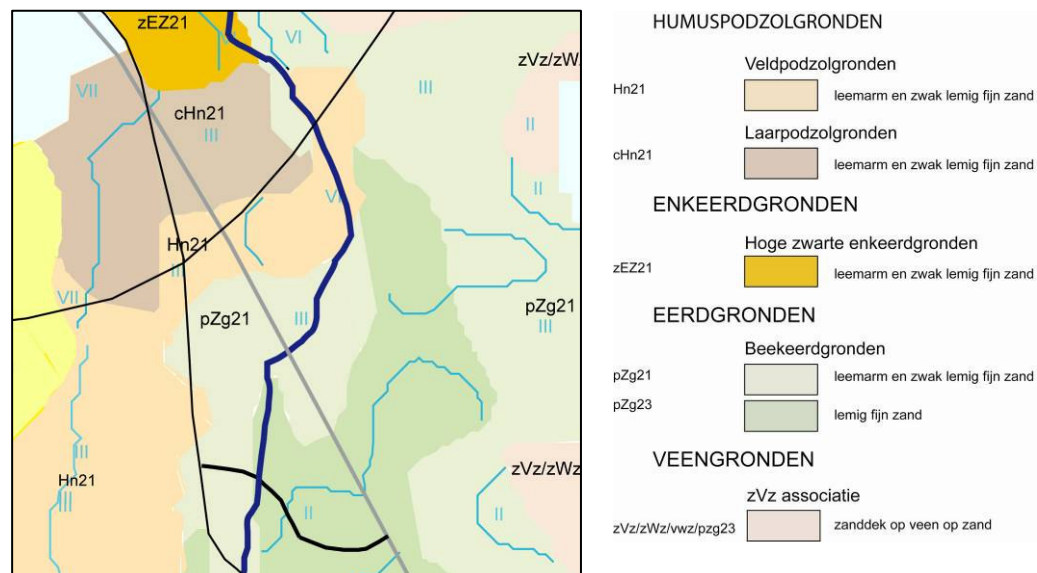 zEZ21
VI
zVz/zWz
VII
III
cHn21
III
II
II
VI
Hn21
III
VII
pZg21
III
pZg21
III
III
Hn21
III
zVz/zWz
II
II
HUMUSPODZOLGRONDEN
Veldpodzolgronden
Hn21
leemarm en zwak lemig fijn zand
Laarpodzolgronden
cHn21
leemarm en zwak lemig fijn zand
ENKEERDGRONDEN
Hoge zwarte enkeerdgronden
zEZ21
leemarm en zwak lemig fijn zand
EERDGRONDEN
Beekeerdgronden
pZg21
leemarm en zwak lemig fijn zand
pZg23
lemig fijn zand
VEENGRONDEN
zVz associatie
zVz/zWz/vwz/pzg23
zanddek op veen op zand